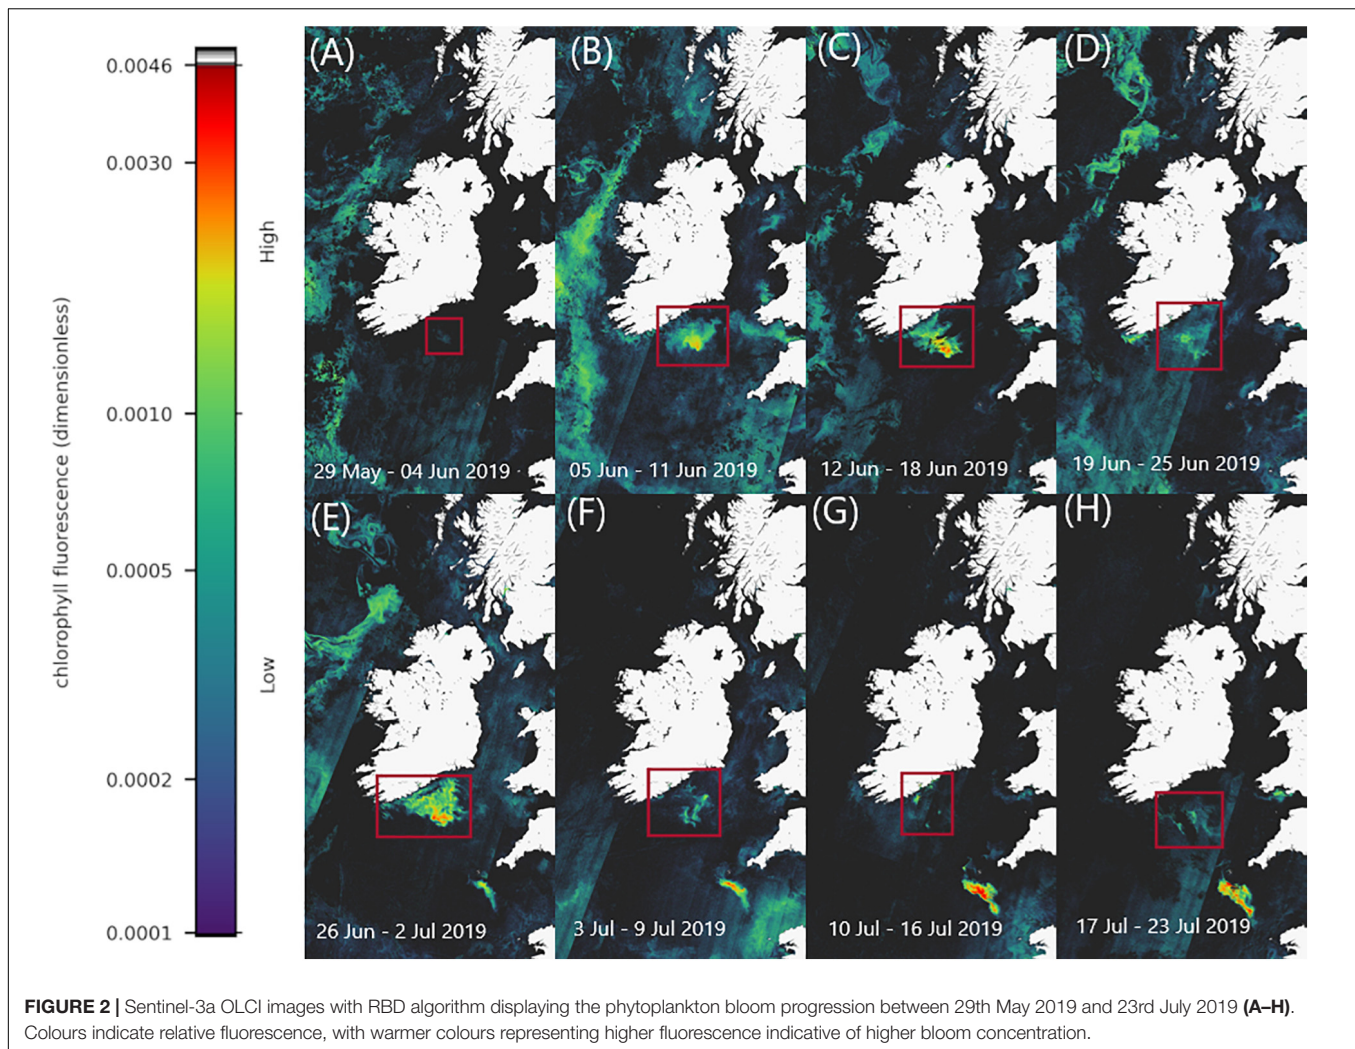 0.0046
0.0030
0.0010
0.0005
0.0002
0.0001
chlorophyll fluorescence (dimensionless)
High
Low
(A)
29 May - 04 Jun 2019
(B)
05 Jun - 11 Jun 2019
(C)
12 Jun - 18 Jun 2019
(D)
19 Jun - 25 Jun 2019
(E)
26 Jun - 2 Jul 2019
(F)
3 Jul - 9 Jul 2019
(G)
10 Jul - 16 Jul 2019
(H)
17 Jul - 23 Jul 2019
FIGURE 2 | Sentinel-3a OLCI images with RBD algorithm displaying the phytoplankton bloom progression between 29th May 2019 and 23rd July 2019 (A–H).
Colours indicate relative fluorescence, with warmer colours representing higher fluorescence indicative of higher bloom concentration.